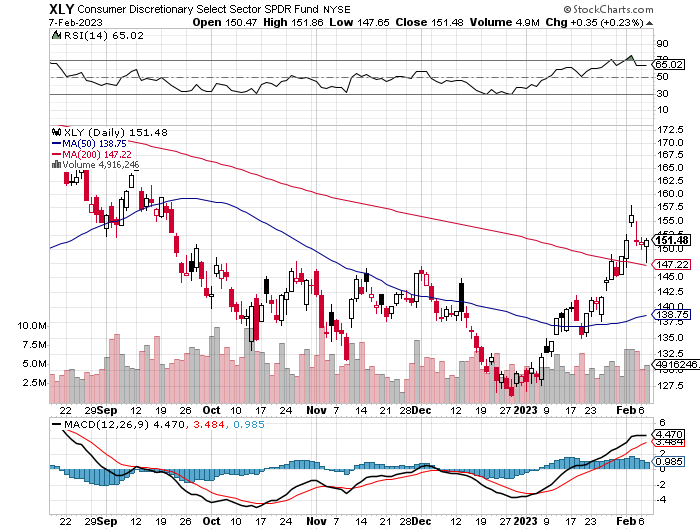 XLY Consumer Discretionary Select Sector SPDR Fund NYSE © StockCharts.com
7-Feb-2023 Open 150.47 High 151.86 Low 147.65 Close 151.48 Volume 4.9M Chg +0.35 (+0.23%)
RSI(14) 65.02
90
70
65.02
50
30
10
XLY (Daily) 151.48
MA(50) 138.75
MA(200) 147.22
Volume 4,916,246
172.5
170.0
167.5
165.0
162.5
160.0
157.5
155.0
152.5
151.48
150.0
147.22
145.0
142.5
140.0
138.75
137.5
135.0
132.5
130.0
127.5
10.0M
7.5M
5.0M
2.5M
4916246
22 29 Sep 12 19 26 Oct 10 17 24 Nov 7 14 21 28 Dec 12 19 27 2023 9 17 23 Feb 6
MACD(12,26,9) 4.470, 3.484, 0.985
6
4.470
3.484
2
0.985
-2
-4
22 29 Sep 12 19 26 Oct 10 17 24 Nov 7 14 21 28 Dec 12 19 27 2023 9 17 23 Feb 6